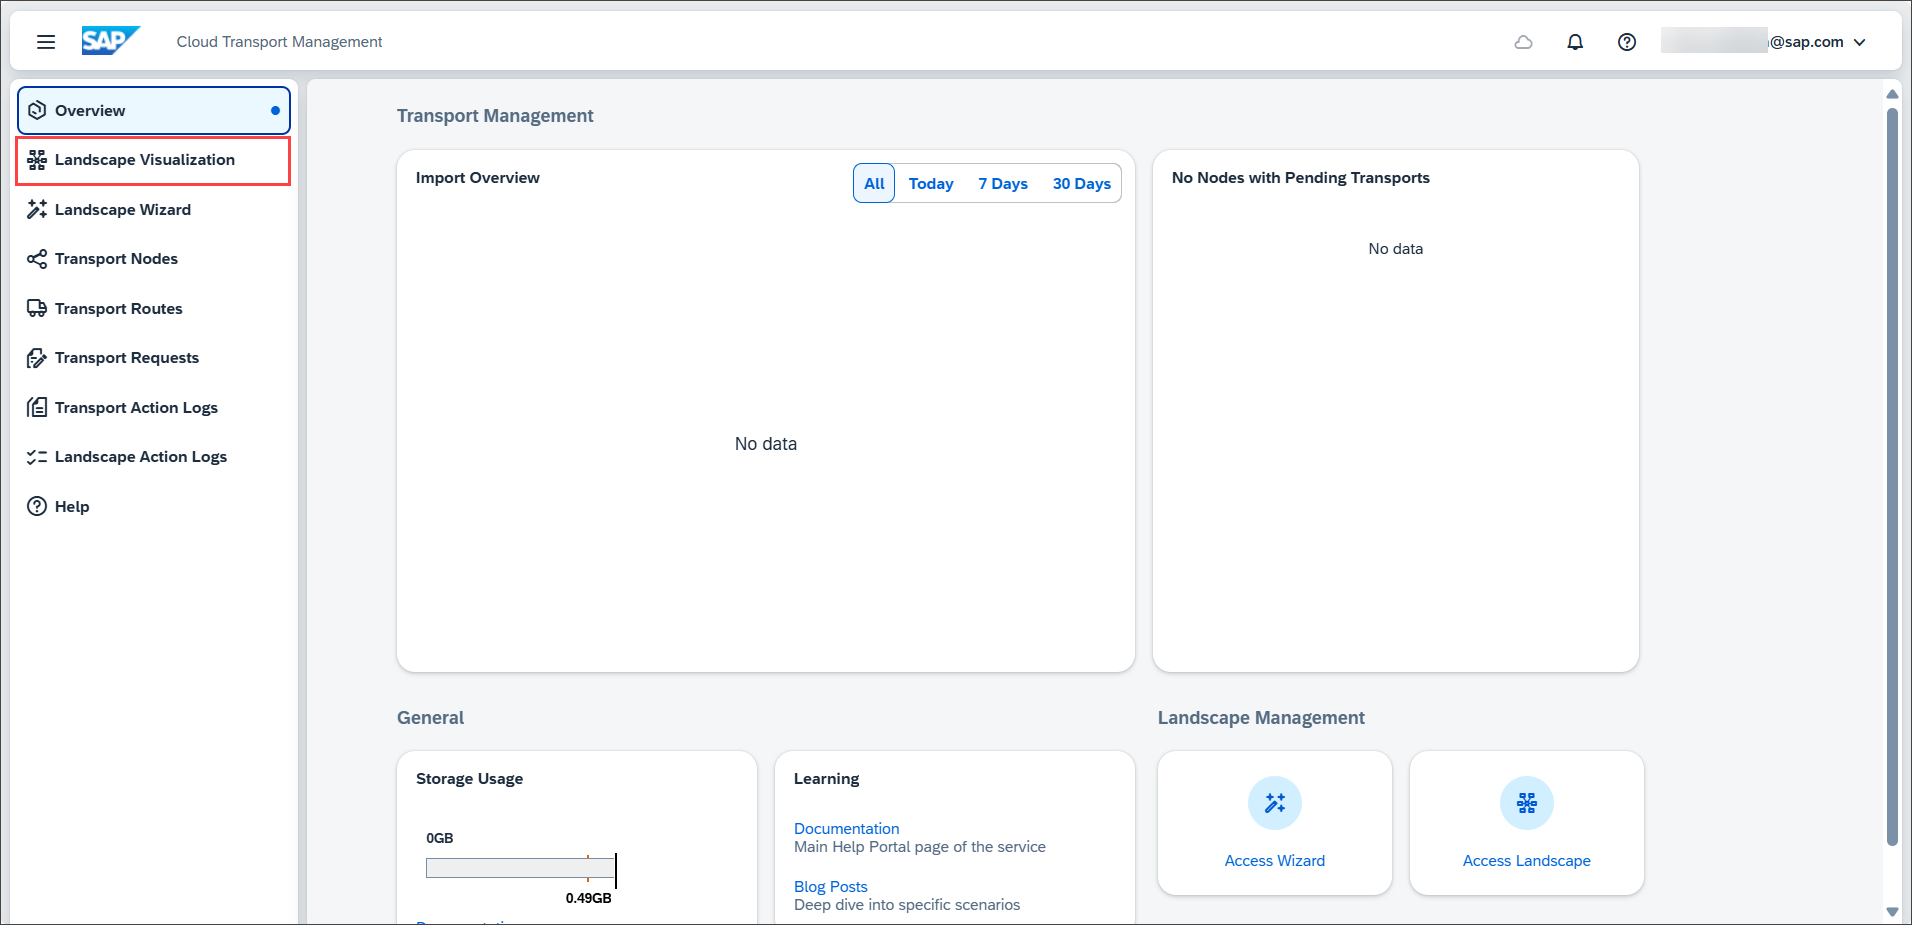 SAP
Cloud Transport Management
@sap.com
Overview
Landscape Visualization
Landscape Wizard
Transport Nodes
Transport Routes
Transport Requests
Transport Action Logs
Landscape Action Logs
Help
Transport Management
Import Overview
All Today 7 Days 30 Days
No data
No Nodes with Pending Transports
No data
General
Storage Usage
0GB
0.49GB
Learning
Documentation
Main Help Portal page of the service
Blog Posts
Deep dive into specific scenarios
Landscape Management
Access Wizard
Access Landscape